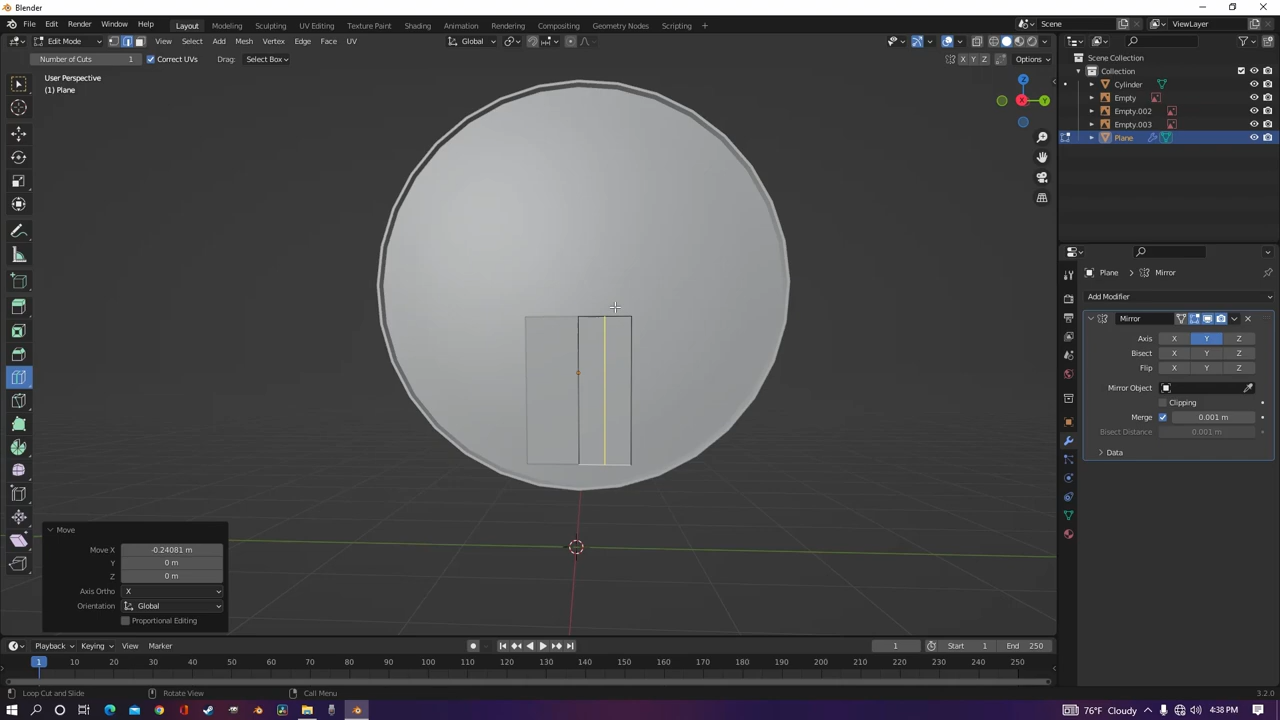 Blender
File Edit Render Window Help Layout Modeling Sculpting UV Editing Texture Paint Shading Animation Rendering Compositing Geometry Nodes Scripting + Scene ViewLayer
Edit Mode View Select Add Mesh Vertex Edge Face UV Global
Number of Cuts 1 Correct UVs Drag: Select Box X Y Z Options
User Perspective
(1) Plane
Z
X Y
Scene Collection
Collection
Cylinder
Empty
Empty.002
Empty.003
Plane
Plane > Mirror
Add Modifier
Mirror
Axis X Y Z
Bisect X Y Z
Flip X Y Z
Mirror Object
Clipping
Merge 0.001 m
Bisect Distance 0.001 m
Data
Move
Move X -0.24081 m
Y 0 m
Z 0 m
Axis Ortho X
Orientation Global
Proportional Editing
Playback Keying View Marker 1 Start 1 End 250
1 10 20 30 40 50 60 70 80 90 100 110 120 130 140 150 160 170 180 190 200 210 220 230 240 250
Loop Cut and Slide Rotate View Call Menu 3.2.0
76°F Cloudy 4:38 PM